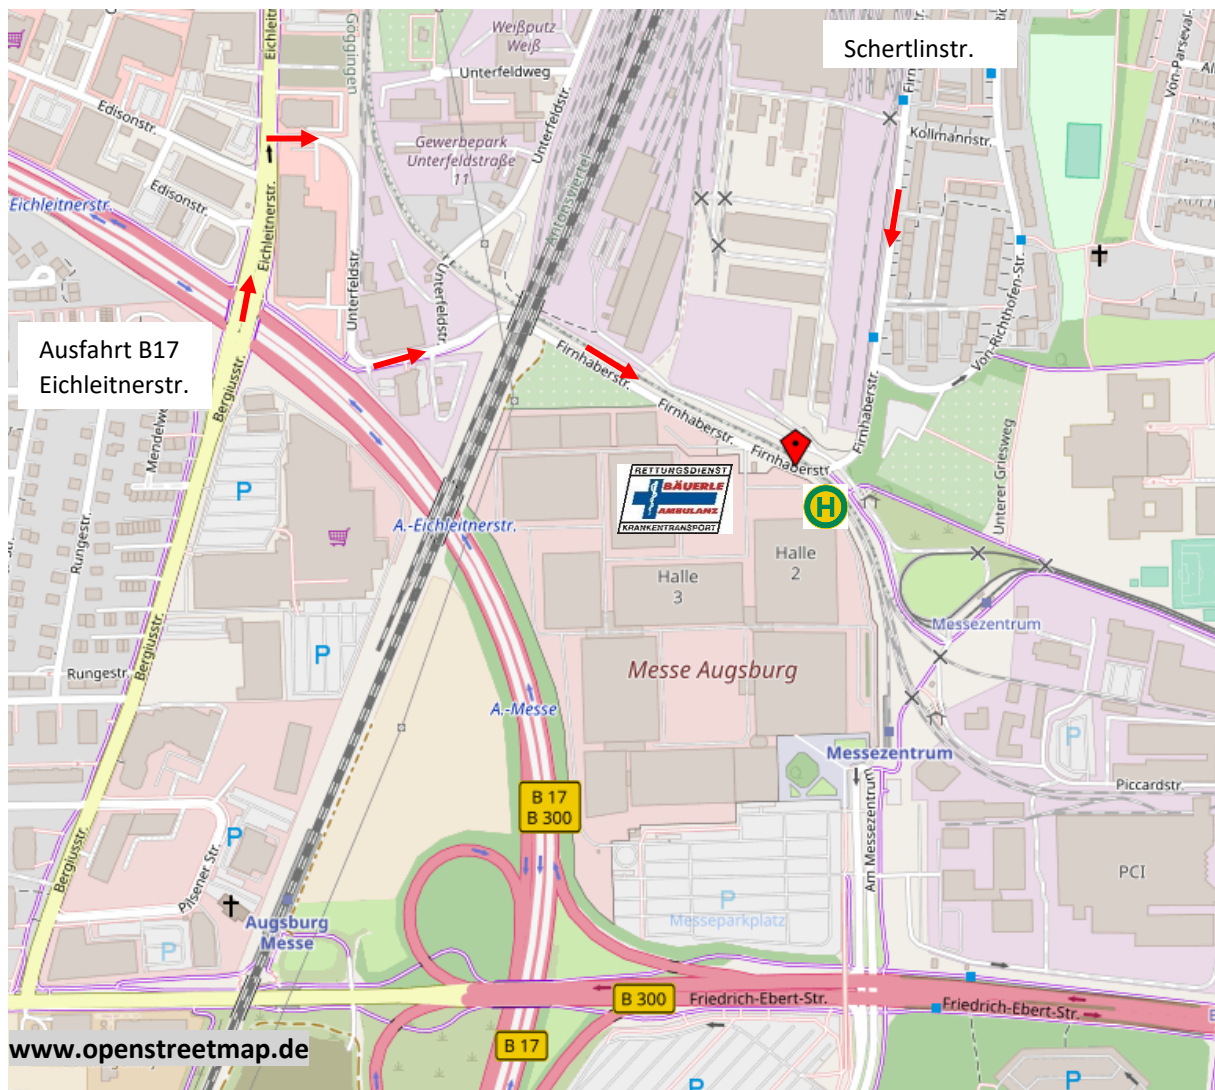 Eichleitnerstr.
Göggingen
Weißputz
Weiß
Unterfeldweg
Schertlinstr.
Von-Parseval-
Edisonstr.
Gewerbepark
Unterfeldstraße
11
Unterfeldstr.
Kollmannstr.
Edisonstr.
Eichleitnerstr.
Eichleitnerstr.
Antonsviertel
Unterfeldstr.
Unterfeldstr.
Von-Richthofen-Str.
Ausfahrt B17
Eichleitnerstr.
Bergiusstr.
Firnhaberstr.
Firnhaberstr.
Firnhaberstr.
Firnhaberstr.
Mendelweg
Unterer Griesweg
RETTUNGSDIENST
BÄUERLE
AMBULANZ
KRANKENTRANSPORT
P
H
A.-Eichleitnerstr.
Rungestr.
Halle
2
Halle
3
Messezentrum
Bergiusstr.
P
Rungestr.
Messe Augsburg
A.-Messe
Messezentrum
P
Piccardstr.
B 17
B 300
Am Messezentrum
P
Bergiusstr.
Pilsener Str.
PCI
P
Messeparkplatz
Augsburg
Messe
P
B 300
Friedrich-Ebert-Str.
Friedrich-Ebert-Str.
B 17
www.openstreetmap.de
P
P